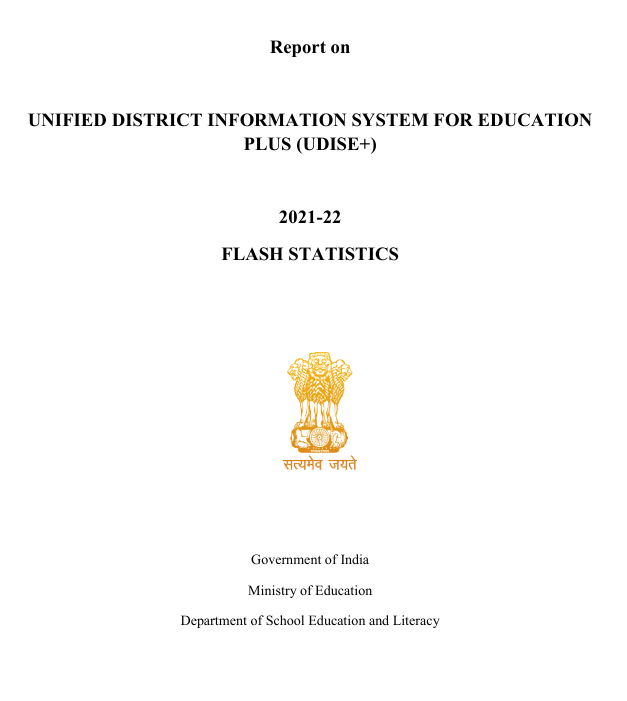 Report on
UNIFIED DISTRICT INFORMATION SYSTEM FOR EDUCATION
PLUS (UDISE+)
2021-22
FLASH STATISTICS
सत्यमेव जयते
Government of India
Ministry of Education
Department of School Education and Literacy